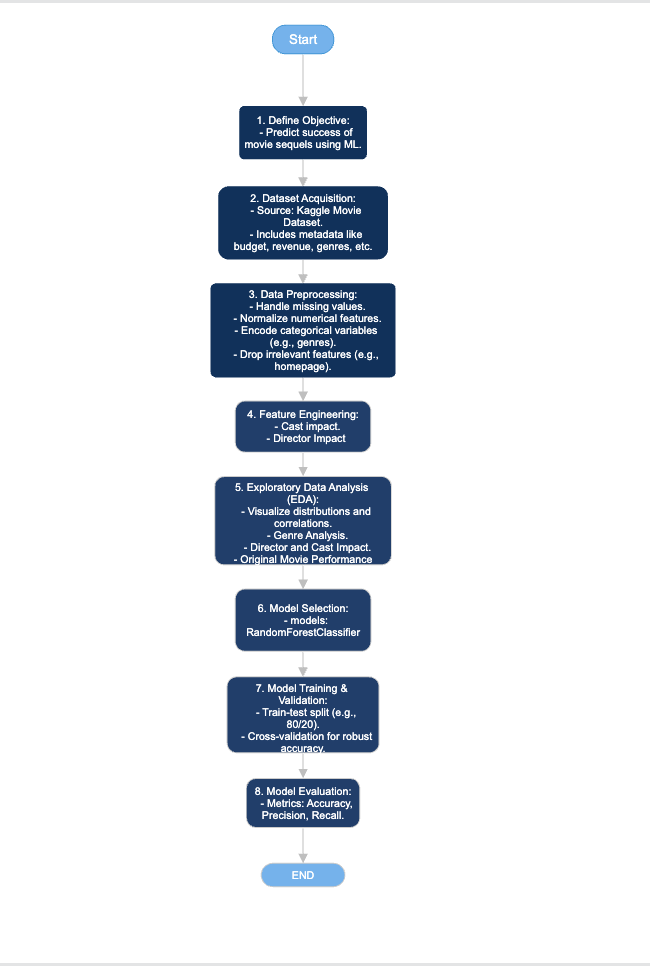 Start
1. Define Objective:
- Predict success of
movie sequels using ML.
2. Dataset Acquisition:
- Source: Kaggle Movie
Dataset.
- Includes metadata like
budget, revenue, genres, etc.
3. Data Preprocessing:
- Handle missing values.
- Normalize numerical features.
- Encode categorical variables
(e.g., genres).
- Drop irrelevant features (e.g.,
homepage).
4. Feature Engineering:
- Cast impact.
- Director Impact
5. Exploratory Data Analysis
(EDA):
- Visualize distributions and
correlations.
- Genre Analysis.
- Director and Cast Impact.
- Original Movie Performance
6. Model Selection:
- models:
RandomForestClassifier
7. Model Training &
Validation:
- Train-test split (e.g.,
80/20).
- Cross-validation for robust
accuracy.
8. Model Evaluation:
- Metrics: Accuracy,
Precision, Recall.
END